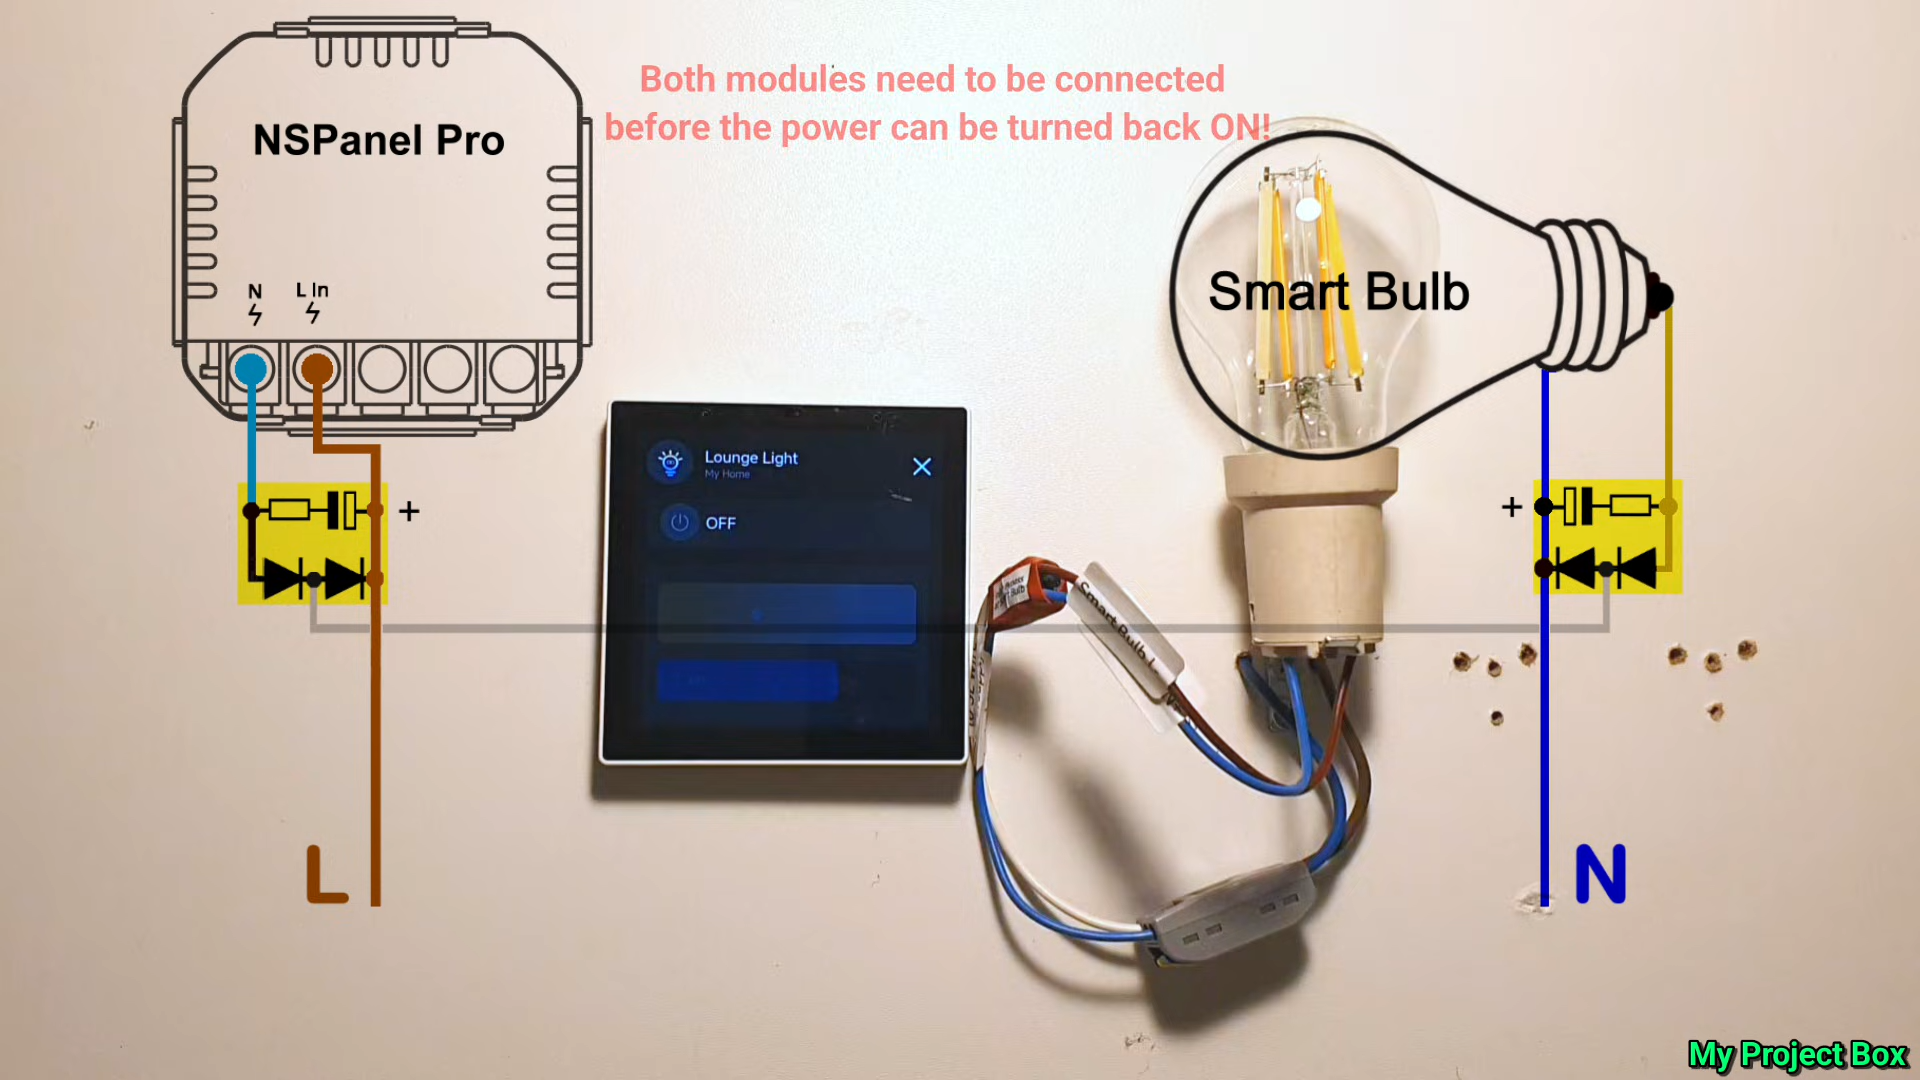 Both modules need to be connected
before the power can be turned back ON!
NSPanel Pro
N
L In
Smart Bulb
Lounge Light
My Home
OFF
+
+
Smart Bulb L
L
N
My Project Box